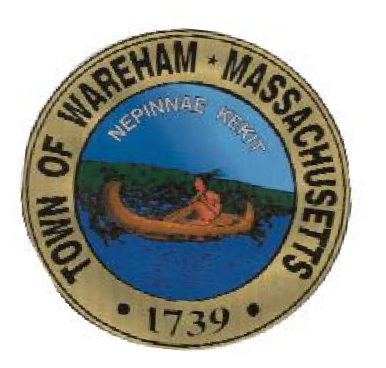 TOWN OF WAREHAM * MASSACHUSETTS
NEPINNAE KEKIT
• 1739 •